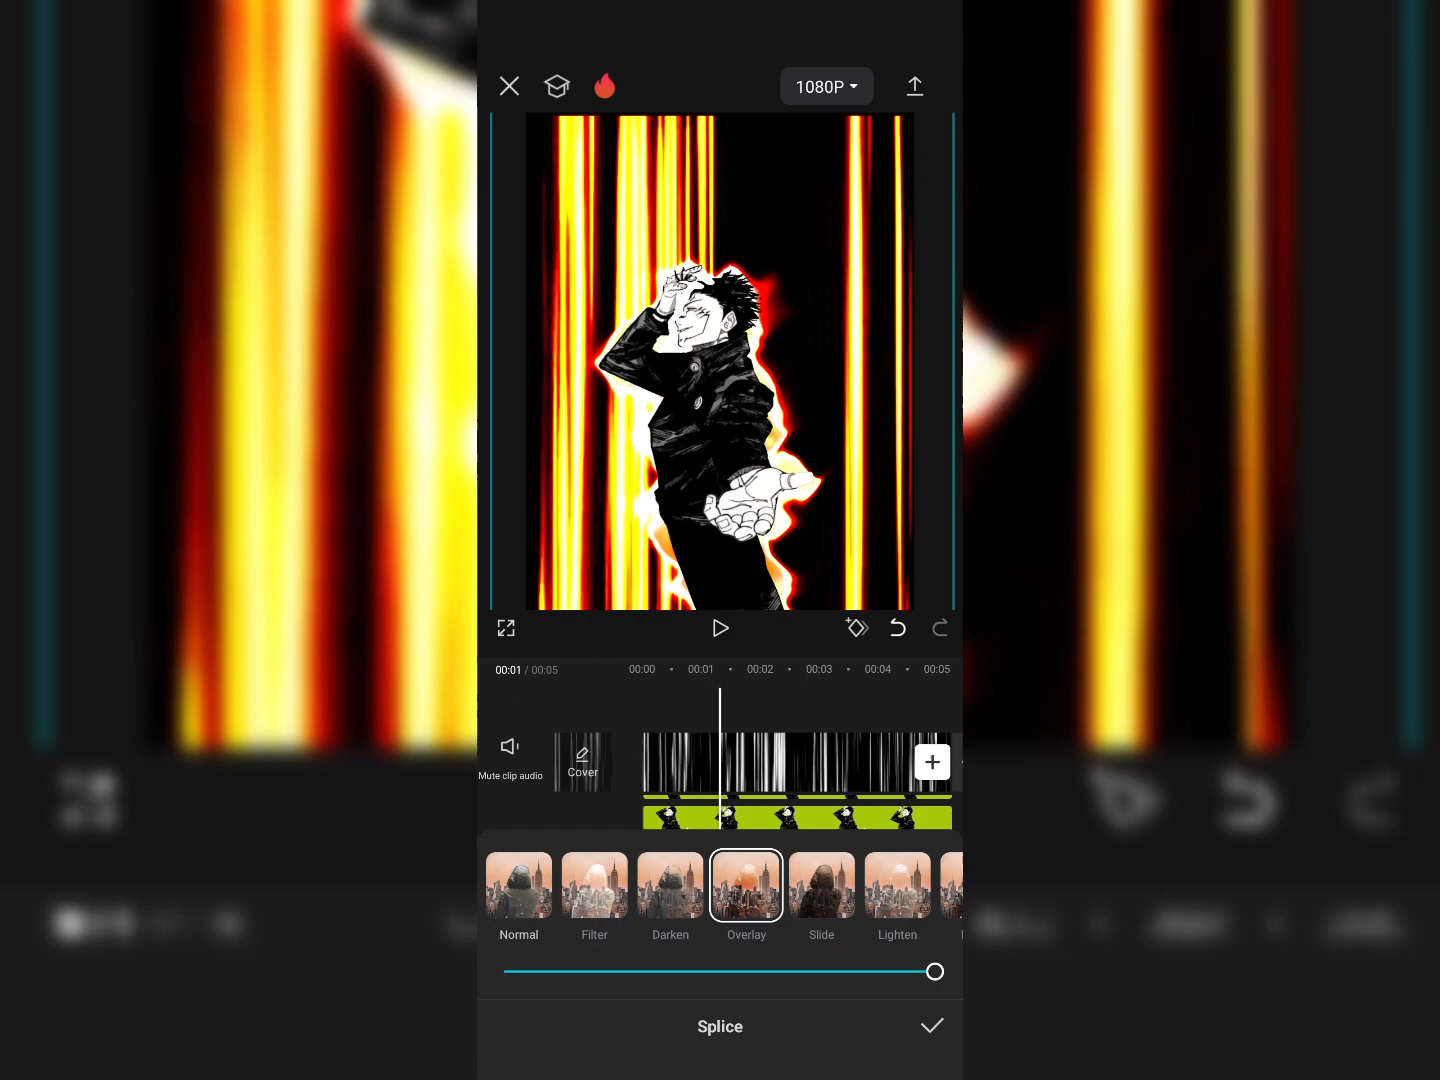 1080P
00:01 / 00:05
00:00 00:01 00:02 00:03 00:04 00:05
Mute clip audio
Cover
Normal Filter Darken Overlay Slide Lighten
Splice